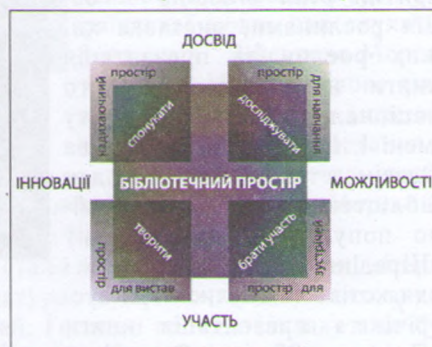 ДОСВІД
простір
надихаючий
спонукати
простір
для навчання
досліджувати
ІННОВАЦІЇ
БІБЛІОТЕЧНИЙ ПРОСТІР
МОЖЛИВОСТІ
творити
простір
для вистав
брати участь
зустрічей
простір для
УЧАСТЬ